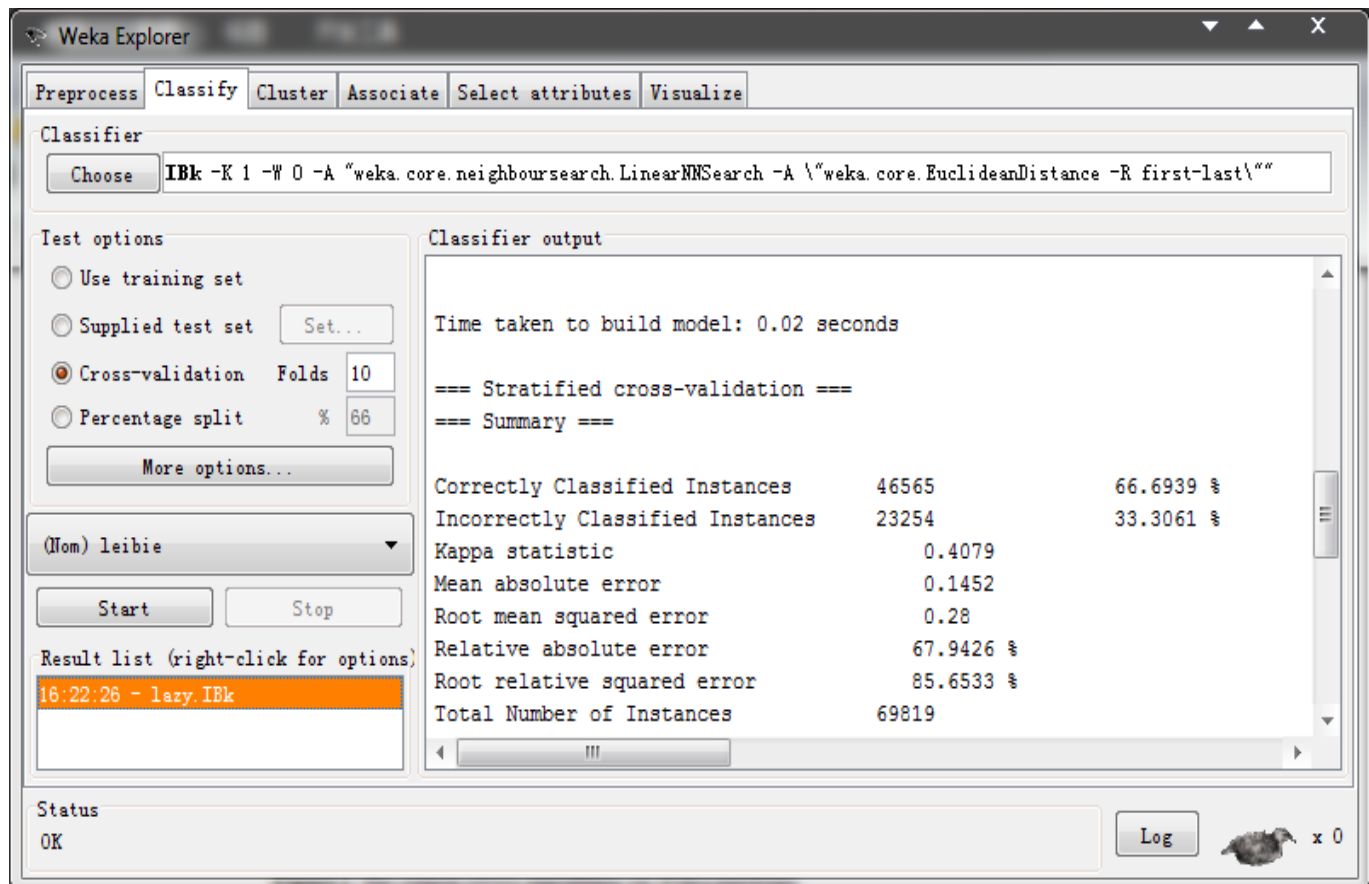 Weka Explorer
Preprocess Classify Cluster Associate Select attributes Visualize
Classifier
Choose IBk -K 1 -W 0 -A "weka.core.neighboursearch.LinearNNSearch -A \"weka.core.EuclideanDistance -R first-last\""
Test options
Use training set
Supplied test set Set...
Cross-validation Folds 10
Percentage split % 66
More options...
(Nom) leibie
Start Stop
Result list (right-click for options)
16:22:26 - lazy.IBk
Classifier output
Time taken to build model: 0.02 seconds
=== Stratified cross-validation ===
=== Summary ===
Correctly Classified Instances 46565 66.6939 %
Incorrectly Classified Instances 23254 33.3061 %
Kappa statistic 0.4079
Mean absolute error 0.1452
Root mean squared error 0.28
Relative absolute error 67.9426 %
Root relative squared error 85.6533 %
Total Number of Instances 69819
Status
OK
Log x 0